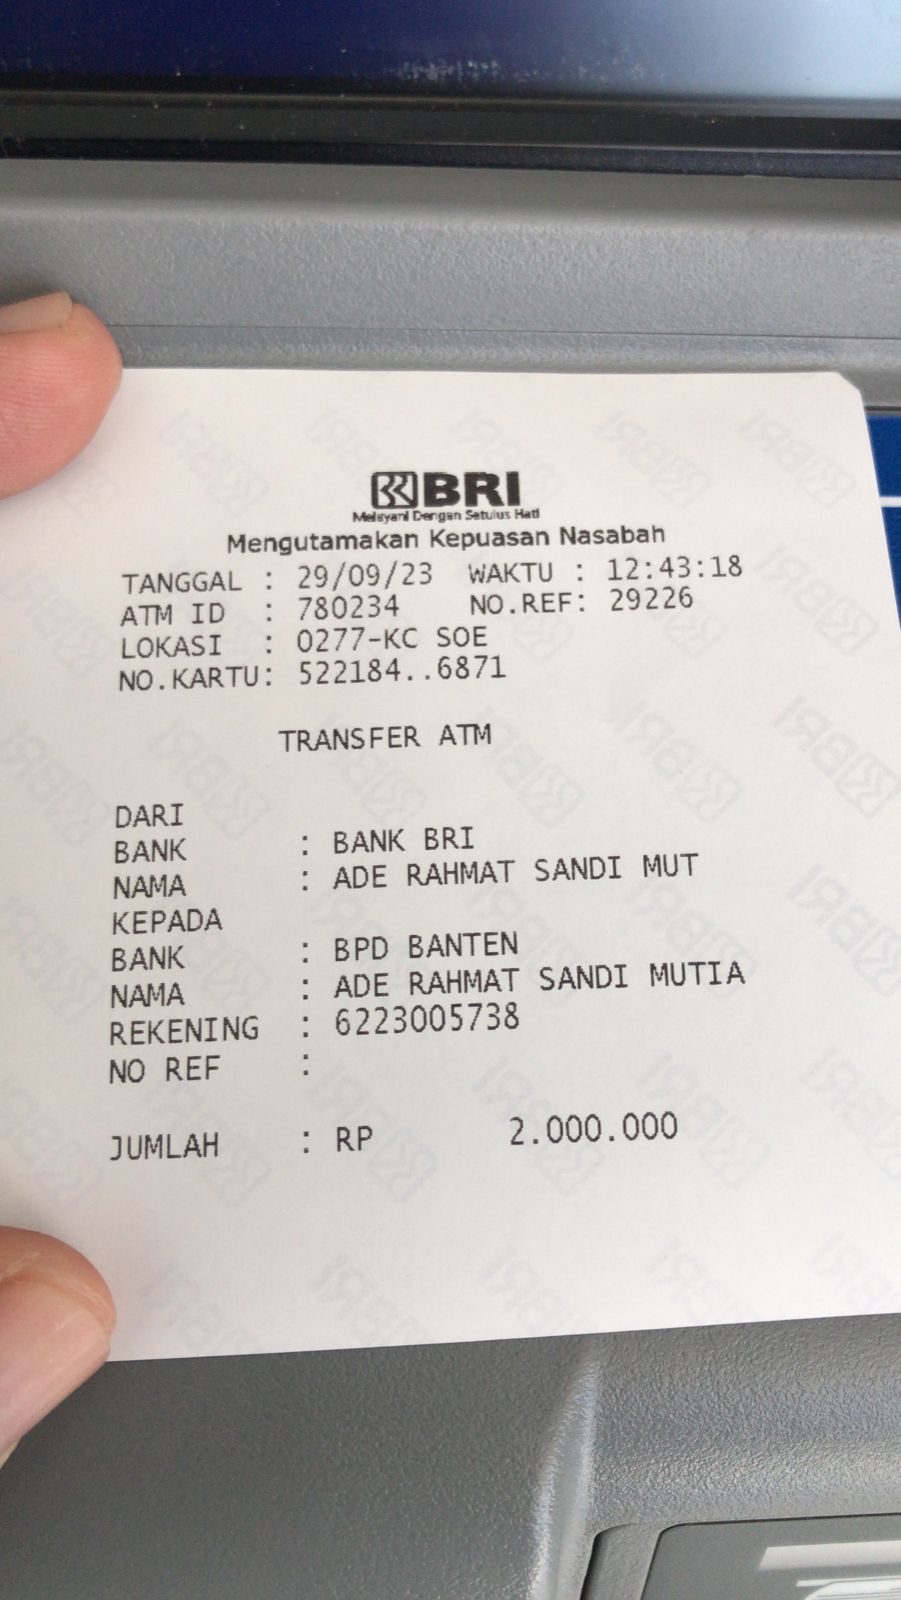 BRI
Melayani Dengan Setulus Hati
Mengutamakan Kepuasan Nasabah
TANGGAL : 29/09/23 WAKTU : 12:43:18
ATM ID : 780234 NO.REF: 29226
LOKASI : 0277-KC SOE
NO.KARTU: 522184..6871
TRANSFER ATM
DARI
BANK : BANK BRI
NAMA : ADE RAHMAT SANDI MUT
KEPADA
BANK : BPD BANTEN
NAMA : ADE RAHMAT SANDI MUTIA
REKENING : 6223005738
NO REF :
JUMLAH : RP 2.000.000